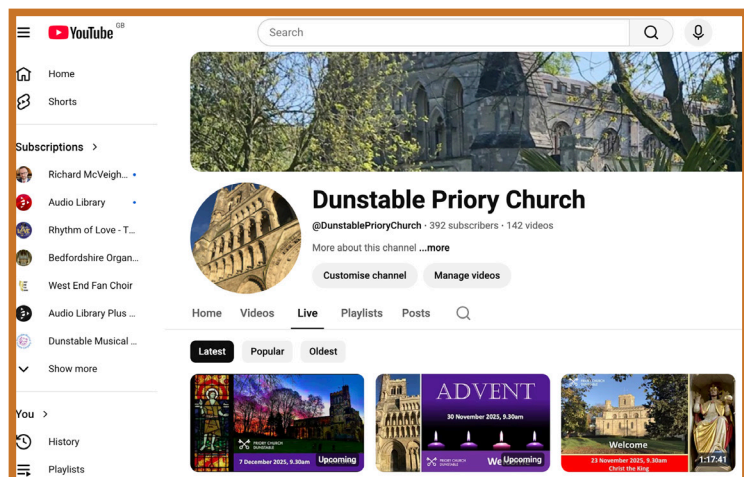 YouTube GB
Search
Home
Shorts
Subscriptions
Richard McVeigh...
Audio Library
Rhythm of Love - T...
Bedfordshire Organ...
West End Fan Choir
Audio Library Plus ...
Dunstable Musical ...
Show more
You
History
Playlists
Dunstable Priory Church
@DunstablePrioryChurch · 392 subscribers · 142 videos
More about this channel ...more
Customise channel
Manage videos
Home
Videos
Live
Playlists
Posts
Latest
Popular
Oldest
PRIORY CHURCH
DUNSTABLE
7 December 2025, 9.30am
Upcoming
ADVENT
30 November 2025, 9.30am
PRIORY CHURCH
DUNSTABLE
Upcoming
PRIORY CHURCH
DUNSTABLE
Welcome
23 November 2025, 9.30am
Christ the King
1:17:41